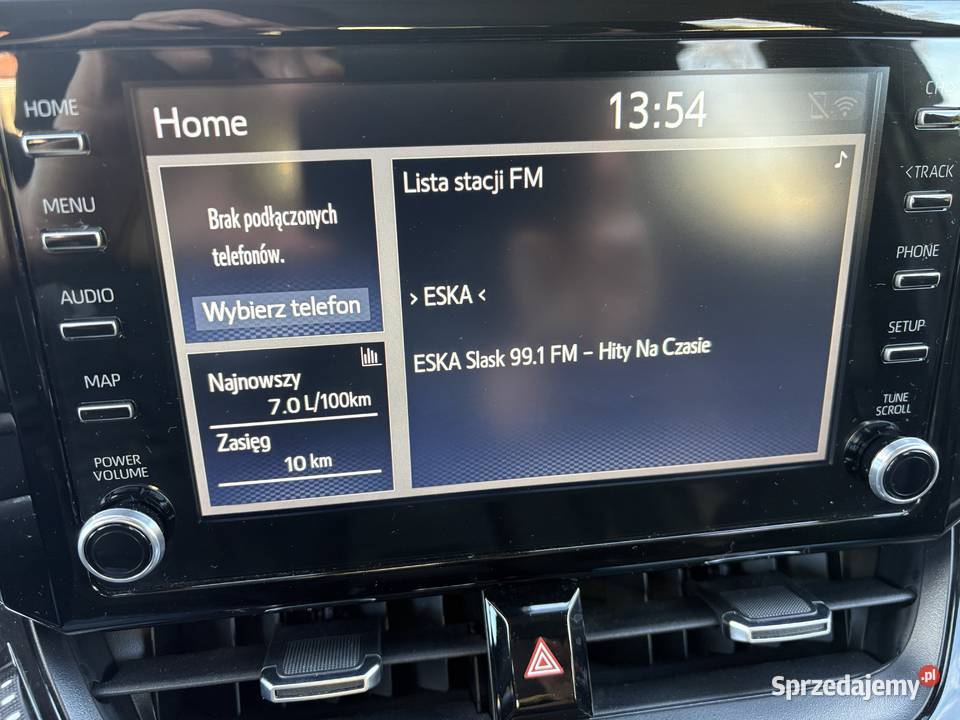 HOME
MENU
AUDIO
MAP
POWER
VOLUME
Home
13:54
Brak podłączonych
telefonów.
Wybierz telefon
Najnowszy
7.0 L/100km
Zasięg
10 km
Lista stacji FM
> ESKA <
ESKA Slask 99.1 FM - Hity Na Czasie
<TRACK
PHONE
SETUP
TUNE
SCROLL
Sprzedajemy.pl